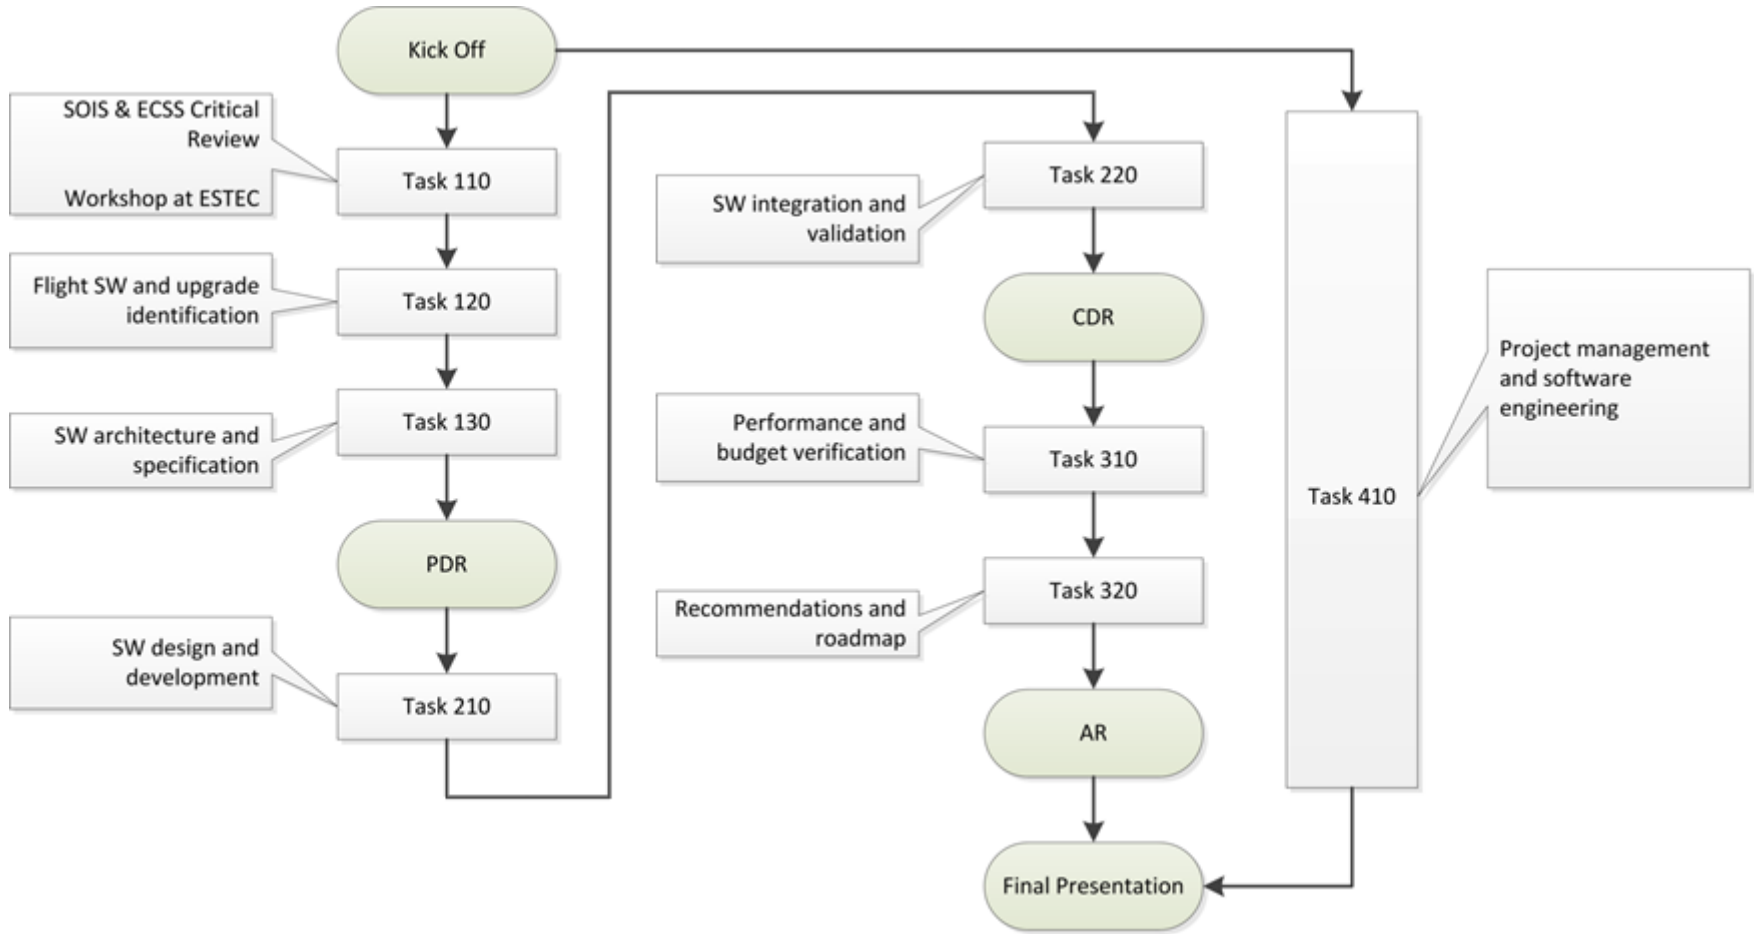 Kick Off
SOIS & ECSS Critical
Review
Workshop at ESTEC
Task 110
Flight SW and upgrade
identification
Task 120
SW architecture and
specification
Task 130
PDR
SW design and
development
Task 210
Task 220
SW integration and
validation
CDR
Performance and
budget verification
Task 310
Recommendations and
roadmap
Task 320
AR
Final Presentation
Task 410
Project management
and software
engineering